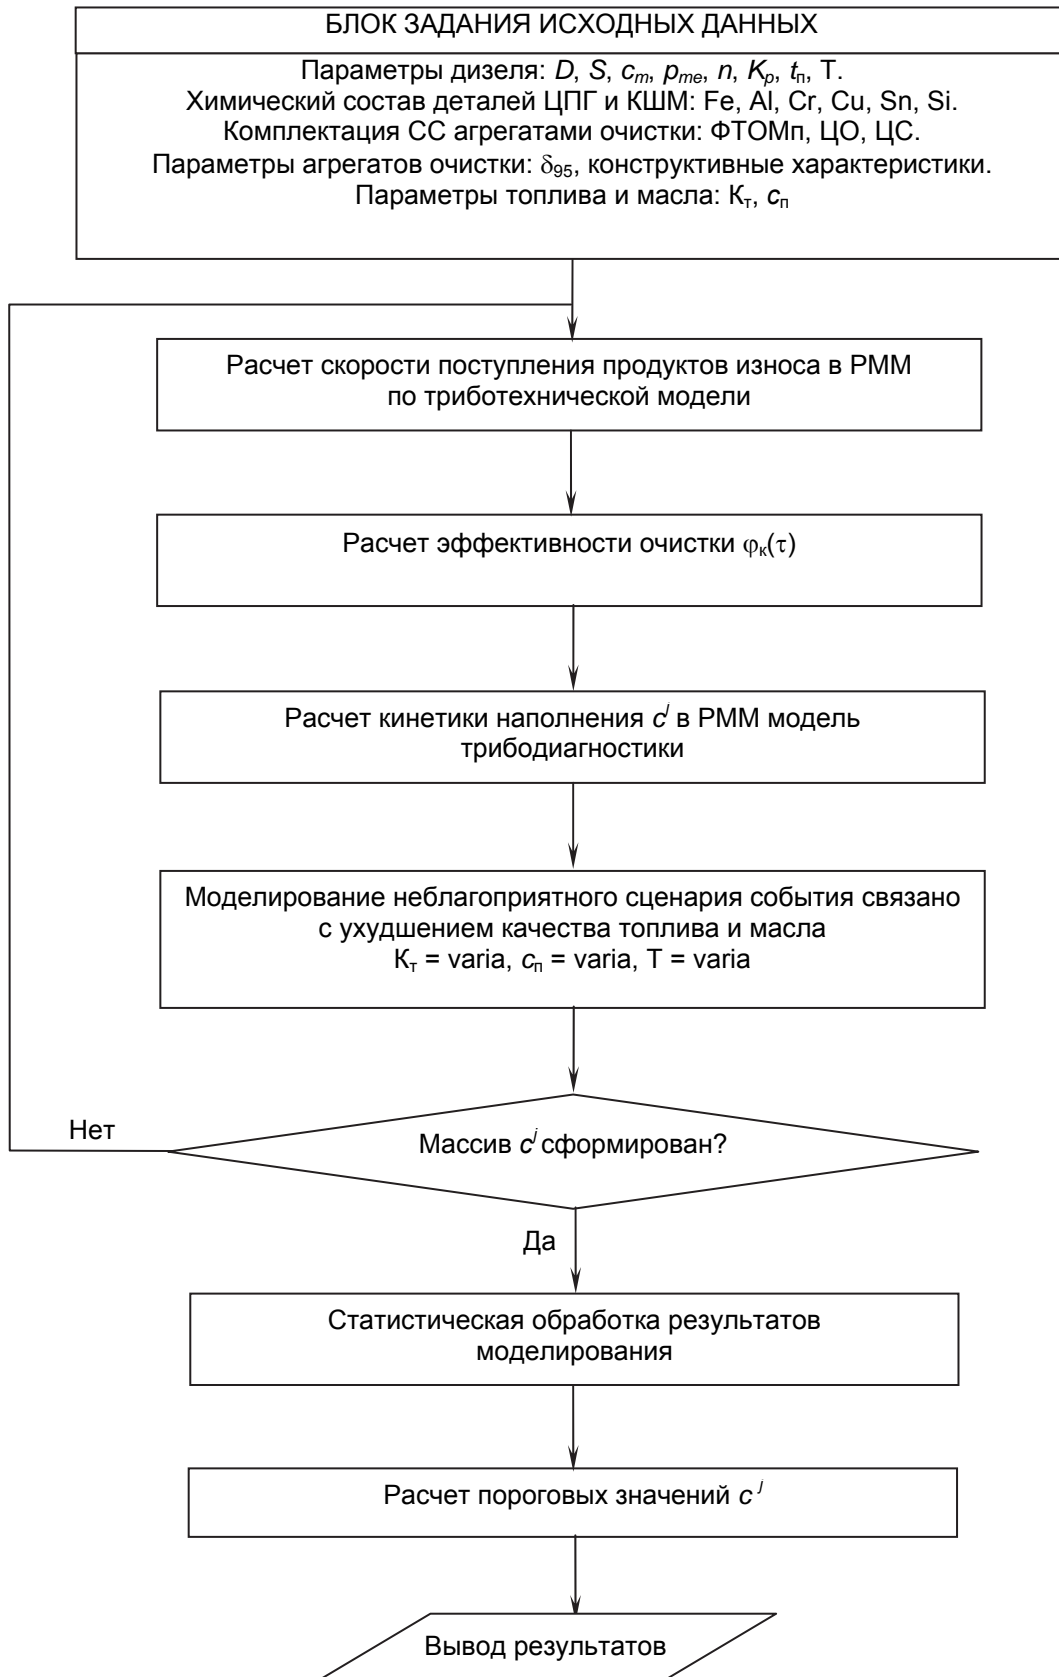 БЛОК ЗАДАНИЯ ИСХОДНЫХ ДАННЫХ
Параметры дизеля: D, S, cₘ, pₘₑ, n, Kₚ, tп, T.
Химический состав деталей ЦПГ и КШМ: Fe, Al, Cr, Cu, Sn, Si.
Комплектация СС агрегатами очистки: ФТОМп, ЦО, ЦС.
Параметры агрегатов очистки: δ₉₅, конструктивные характеристики.
Параметры топлива и масла: Кт, cп
Расчет скорости поступления продуктов износа в РММ
по триботехнической модели
Расчет эффективности очистки φк(τ)
Расчет кинетики наполнения cʲ в РММ модель
трибодиагностики
Моделирование неблагоприятного сценария события связано
с ухудшением качества топлива и масла
Кт = varia, cп = varia, Т = varia
Нет
Массив cʲ сформирован?
Да
Статистическая обработка результатов
моделирования
Расчет пороговых значений c ʲ
Вывод результатов